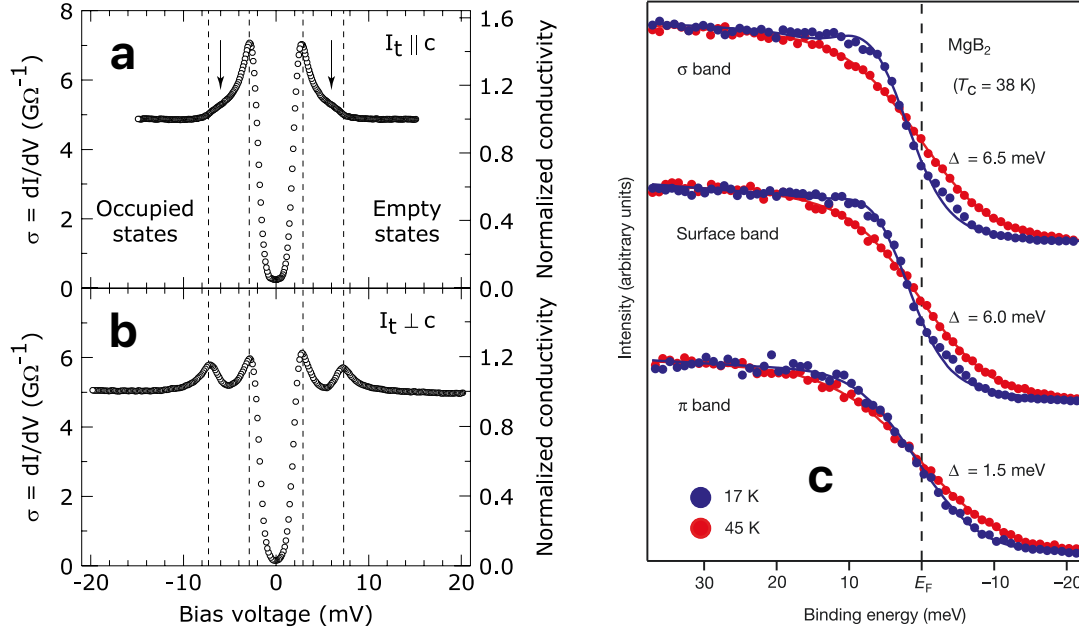 a
I_t || c
σ = dI/dV (GΩ⁻¹)
8
6
4
2
0
1.6
1.2
0.8
0.4
0.0
Normalized conductivity
Occupied
states
Empty
states
b
I_t ⊥ c
σ = dI/dV (GΩ⁻¹)
6
4
2
0
1.2
0.8
0.4
0.0
Normalized conductivity
-20
-10
0
10
20
Bias voltage (mV)
MgB₂
(T_C = 38 K)
σ band
Δ = 6.5 meV
Surface band
Δ = 6.0 meV
π band
Δ = 1.5 meV
c
17 K
45 K
Intensity (arbitrary units)
30
20
10
E_F
–10
–20
Binding energy (meV)